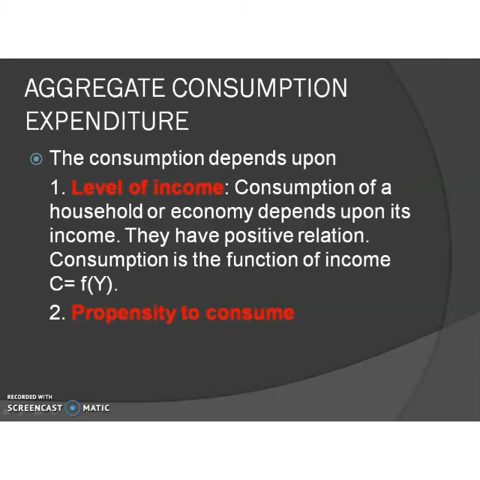 AGGREGATE CONSUMPTION
EXPENDITURE
The consumption depends upon
1. Level of income: Consumption of a
household or economy depends upon its
income. They have positive relation.
Consumption is the function of income
C= f(Y).
2. Propensity to consume
RECORDED WITH
SCREENCAST MATIC